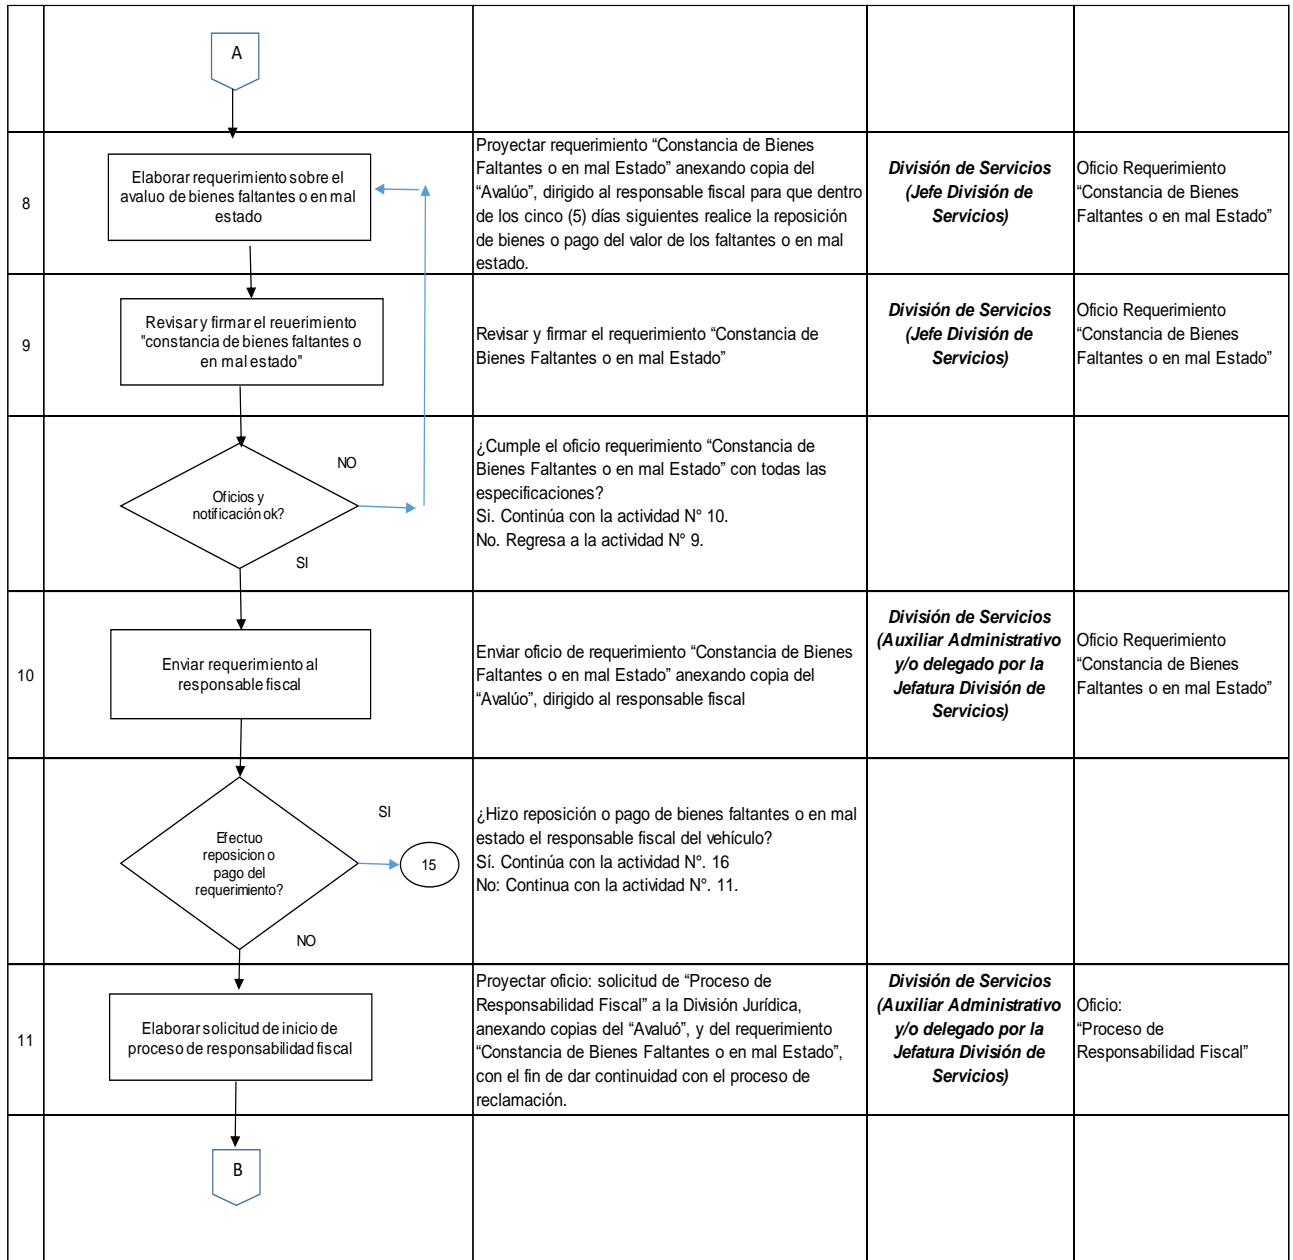 A
8
Elaborar requerimiento sobre el
avaluo de bienes faltantes o en mal
estado
Proyectar requerimiento “Constancia de Bienes
Faltantes o en mal Estado” anexando copia del
“Avalúo”, dirigido al responsable fiscal para que dentro
de los cinco (5) días siguientes realice la reposición
de bienes o pago del valor de los faltantes o en mal
estado.
División de Servicios
(Jefe División de
Servicios)
Oficio Requerimiento
“Constancia de Bienes
Faltantes o en mal Estado”
9
Revisar y firmar el reuerimiento
"constancia de bienes faltantes o
en mal estado"
Revisar y firmar el requerimiento “Constancia de
Bienes Faltantes o en mal Estado”
División de Servicios
(Jefe División de
Servicios)
Oficio Requerimiento
“Constancia de Bienes
Faltantes o en mal Estado”
Oficios y
notificación ok?
NO
SI
¿Cumple el oficio requerimiento “Constancia de
Bienes Faltantes o en mal Estado” con todas las
especificaciones?
Si. Continúa con la actividad N° 10.
No. Regresa a la actividad N° 9.
10
Enviar requerimiento al
responsable fiscal
Enviar oficio de requerimiento “Constancia de Bienes
Faltantes o en mal Estado” anexando copia del
“Avalúo”, dirigido al responsable fiscal
División de Servicios
(Auxiliar Administrativo
y/o delegado por la
Jefatura División de
Servicios)
Oficio Requerimiento
“Constancia de Bienes
Faltantes o en mal Estado”
Efectuo
reposicion o
pago del
requerimiento?
SI
15
NO
¿Hizo reposición o pago de bienes faltantes o en mal
estado el responsable fiscal del vehículo?
Sí. Continúa con la actividad N°. 16
No: Continua con la actividad N°. 11.
11
Elaborar solicitud de inicio de
proceso de responsabilidad fiscal
Proyectar oficio: solicitud de “Proceso de
Responsabilidad Fiscal” a la División Jurídica,
anexando copias del “Avaluó”, y del requerimiento
“Constancia de Bienes Faltantes o en mal Estado”,
con el fin de dar continuidad con el proceso de
reclamación.
División de Servicios
(Auxiliar Administrativo
y/o delegado por la
Jefatura División de
Servicios)
Oficio:
“Proceso de
Responsabilidad Fiscal”
B